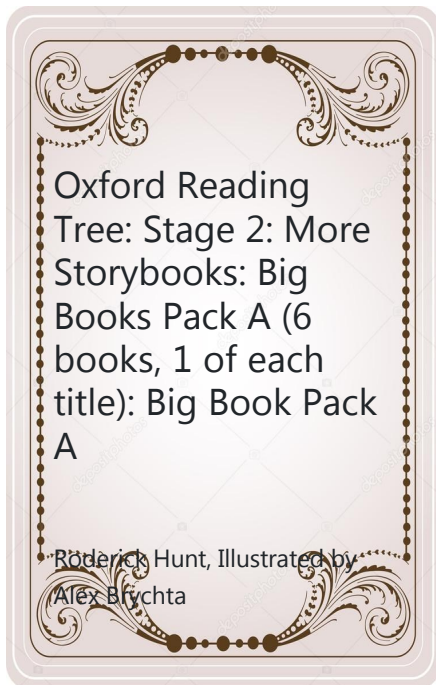 Oxford Reading
Tree: Stage 2: More
Storybooks: Big
Books Pack A (6
books, 1 of each
title): Big Book Pack
A
Roderick Hunt, Illustrated by
Alex Brychta